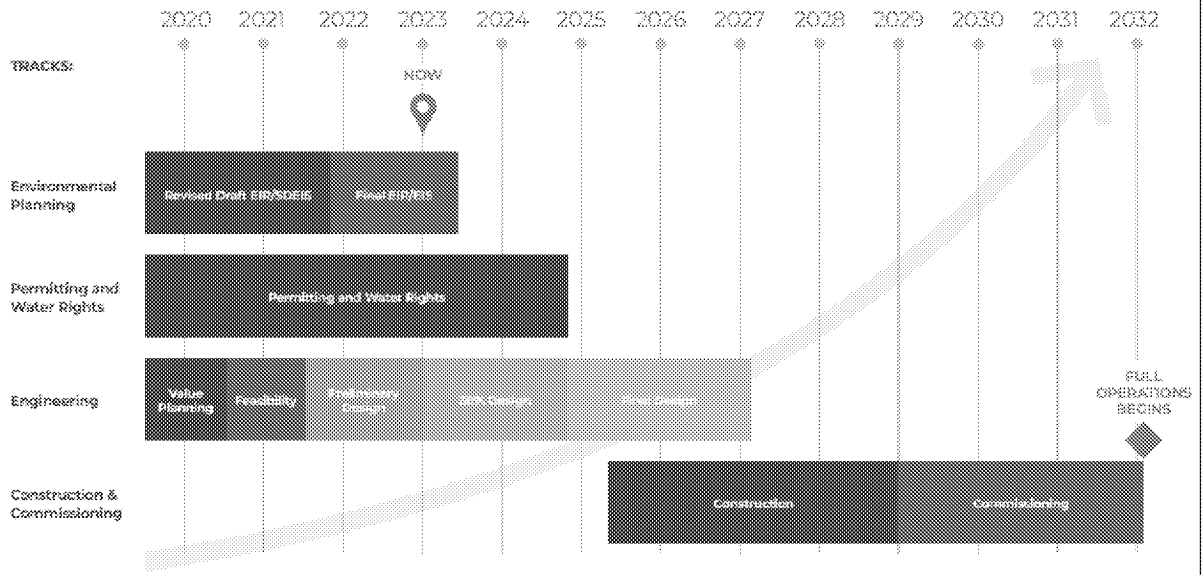 2020 2021 2022 2023 2024 2025 2026 2027 2028 2029 2030 2031 2032
TRACKS:
NOW
Environmental
Planning
Revised Draft EIR/SDEIS
Final EIR/EIS
Permitting and
Water Rights
Permitting and Water Rights
Engineering
Value
Planning
Feasibility
Preliminary
Design
Design
Final Design
FULL
OPERATIONS
BEGINS
Construction &
Commissioning
Construction
Commissioning